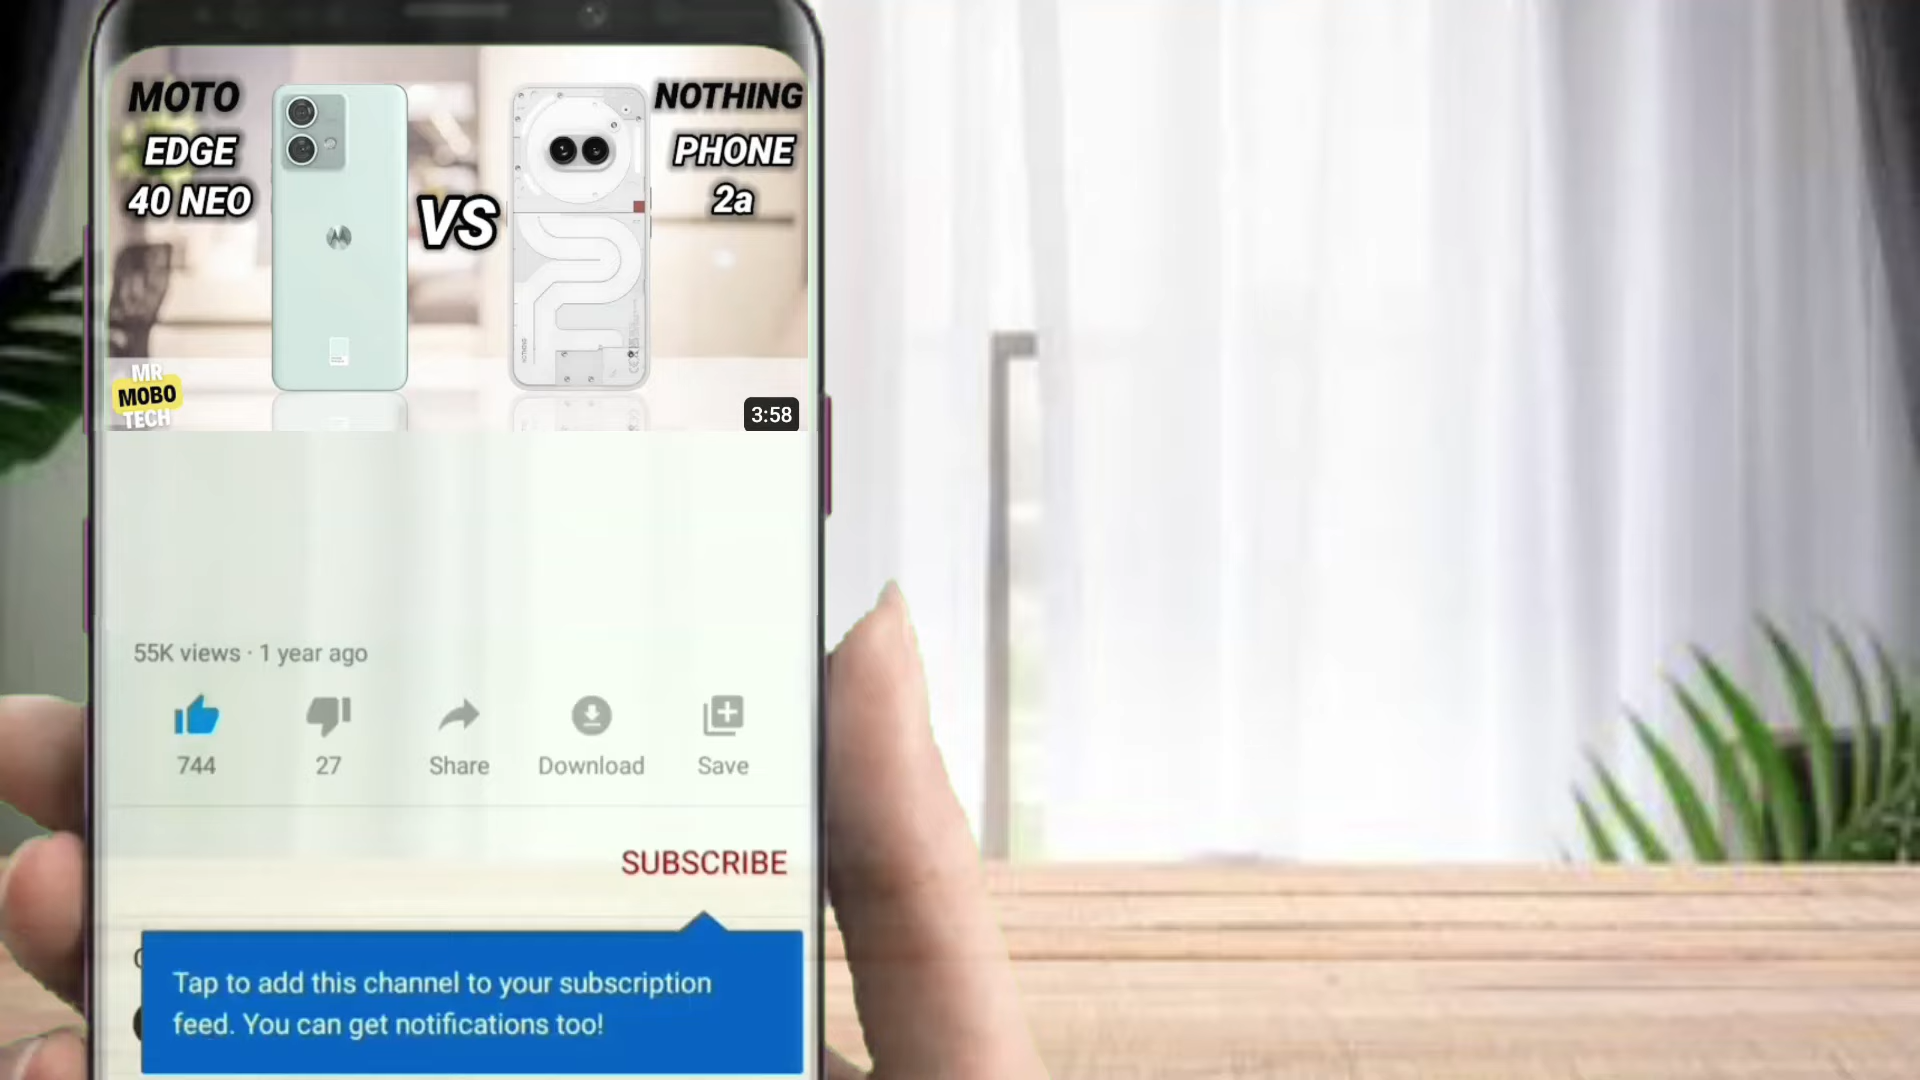 MOTO
EDGE
40 NEO
VS
NOTHING
PHONE
2a
MR
MOBO
TECH
3:58
55K views · 1 year ago
744
27
Share
Download
Save
SUBSCRIBE
Tap to add this channel to your subscription
feed. You can get notifications too!